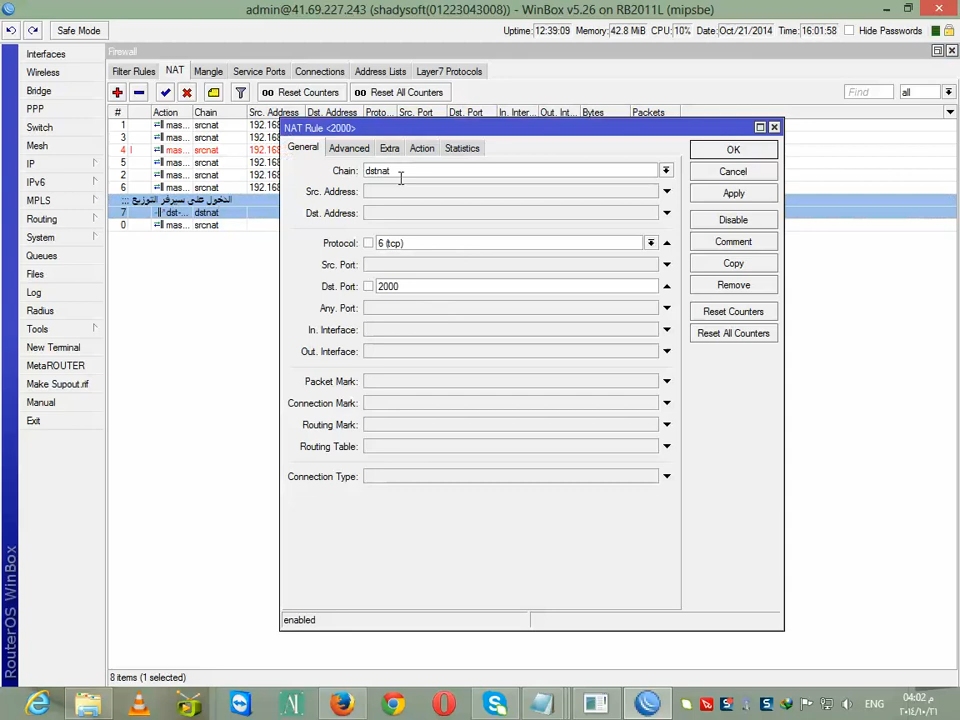 admin@41.69.227.243 (shadysoft(01223043008)) - WinBox v5.26 on RB2011L (mipsbe)
Safe Mode
Uptime: 12:39:09 Memory: 42.8 MiB CPU: 10% Date: Oct/21/2014 Time: 16:01:58 Hide Passwords
Interfaces
Wireless
Bridge
PPP
Switch
Mesh
IP
IPv6
MPLS
Routing
System
Queues
Files
Log
Radius
Tools
New Terminal
MetaROUTER
Make Supout.rif
Manual
Exit
RouterOS WinBox
Firewall
Filter Rules NAT Mangle Service Ports Connections Address Lists Layer7 Protocols
00 Reset Counters 00 Reset All Counters Find all
# Action Chain Src. Address Dst. Address Proto... Src. Port Dst. Port In. Inter... Out. Int... Bytes Packets
1 mas... srcnat 192.168
3 mas... srcnat 192.168
4 I mas... srcnat 192.168
5 mas... srcnat 192.168
2 mas... srcnat 192.168
6 mas... srcnat 192.168
;;; الدخول على سيرفر التوزيع
7 dst-... dstnat
0 mas... srcnat
8 items (1 selected)
NAT Rule <2000>
General Advanced Extra Action Statistics
Chain: dstnat
Src. Address:
Dst. Address:
Protocol: 6 (tcp)
Src. Port:
Dst. Port: 2000
Any. Port:
In. Interface:
Out. Interface:
Packet Mark:
Connection Mark:
Routing Mark:
Routing Table:
Connection Type:
OK
Cancel
Apply
Disable
Comment
Copy
Remove
Reset Counters
Reset All Counters
enabled
ENG
04:02 م
٢٠١٤/١٠/٢١